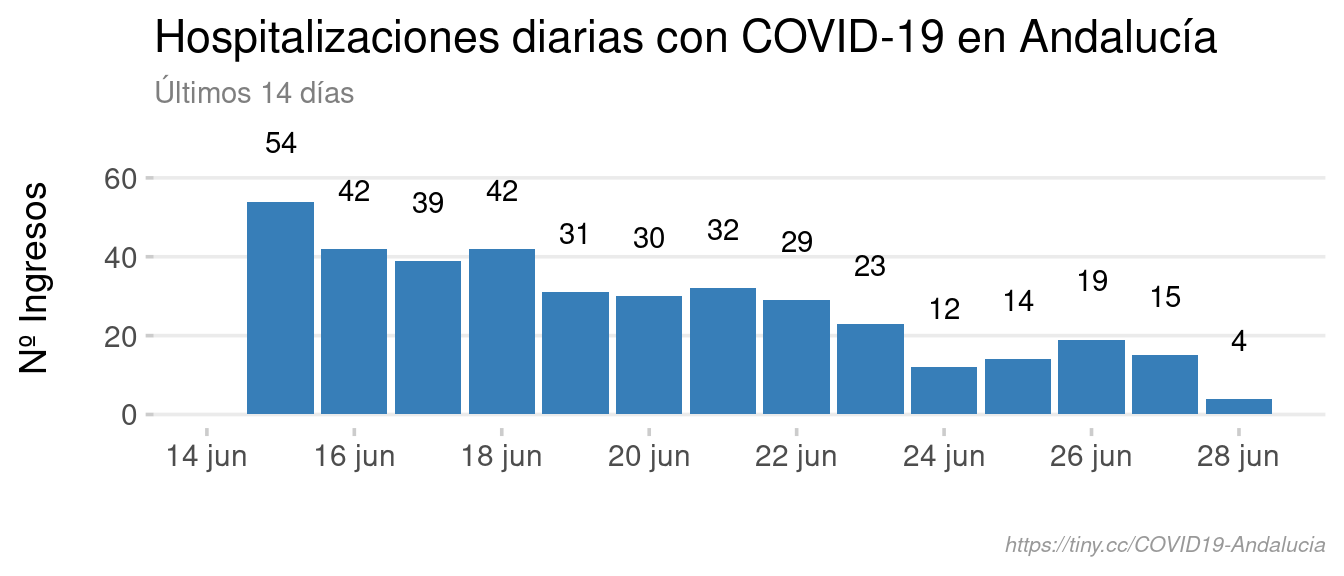 Hospitalizaciones diarias con COVID-19 en Andalucía
Últimos 14 días
Nº Ingresos
60
40
20
0
54
42
39
42
31
30
32
29
23
12
14
19
15
4
14 jun
16 jun
18 jun
20 jun
22 jun
24 jun
26 jun
28 jun
https://tiny.cc/COVID19-Andalucia